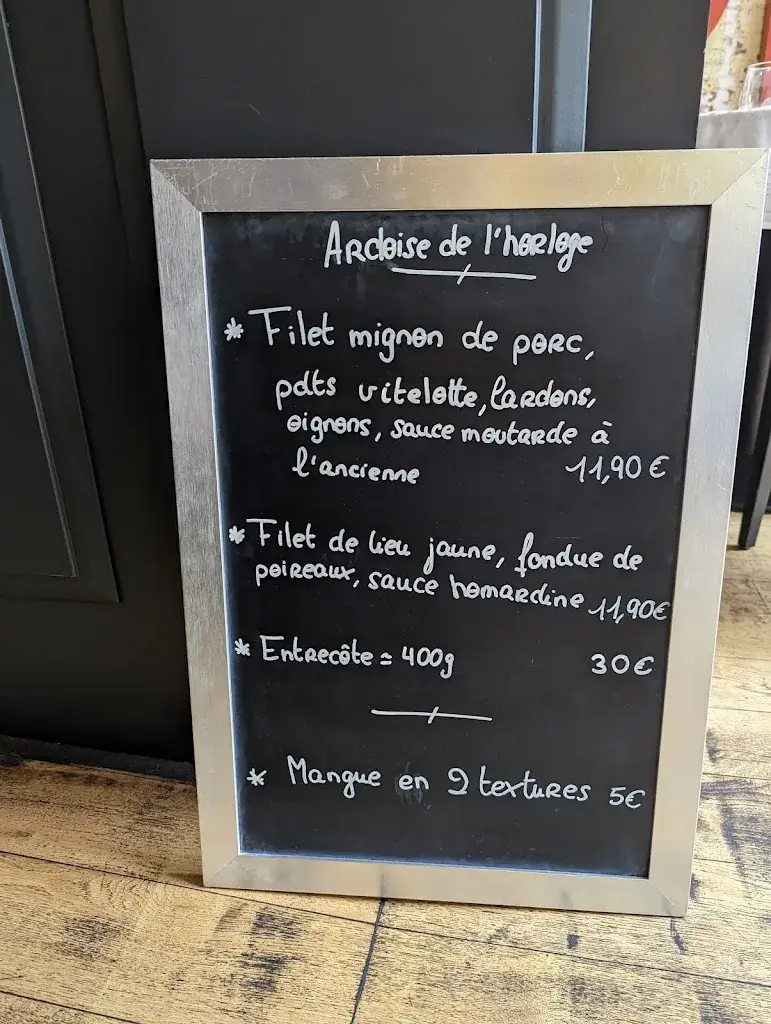 Ardoise de l'horloge
* Filet mignon de porc,
pdts vitelotte, lardons,
oignons, sauce moutarde à
l'ancienne 11,90 €
* Filet de lieu jaune, fondue de
poireaux, sauce homardine 11,90€
* Entrecôte ≃ 400g 30€
* Mangue en 2 textures 5€